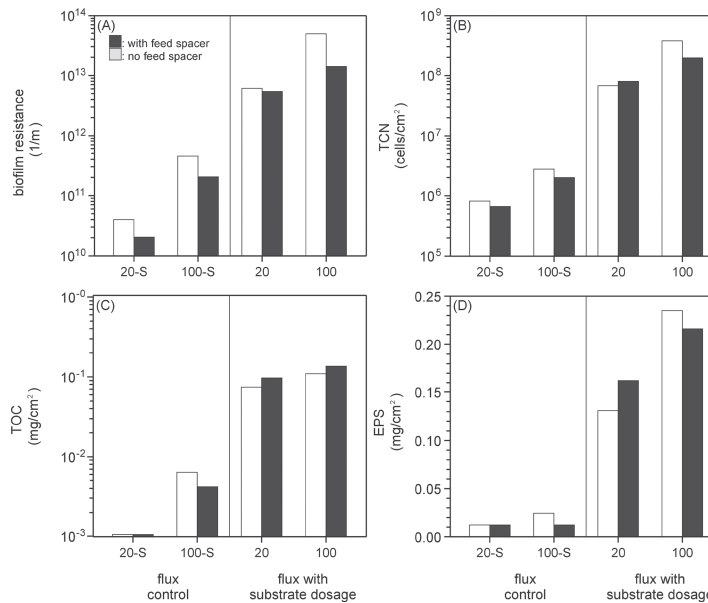 (A)
: with feed spacer
: no feed spacer
biofilm resistance
(1/m)
10^14
10^13
10^12
10^11
10^10
20-S 100-S 20 100
(B)
TCN
(cells/cm²)
10^9
10^8
10^7
10^6
10^5
20-S 100-S 20 100
(C)
TOC
(mg/cm²)
10^-0
10^-1
10^-2
10^-3
20-S 100-S 20 100
flux
control
flux with
substrate dosage
(D)
EPS
(mg/cm²)
0.25
0.20
0.15
0.10
0.05
0.00
20-S 100-S 20 100
flux
control
flux with
substrate dosage